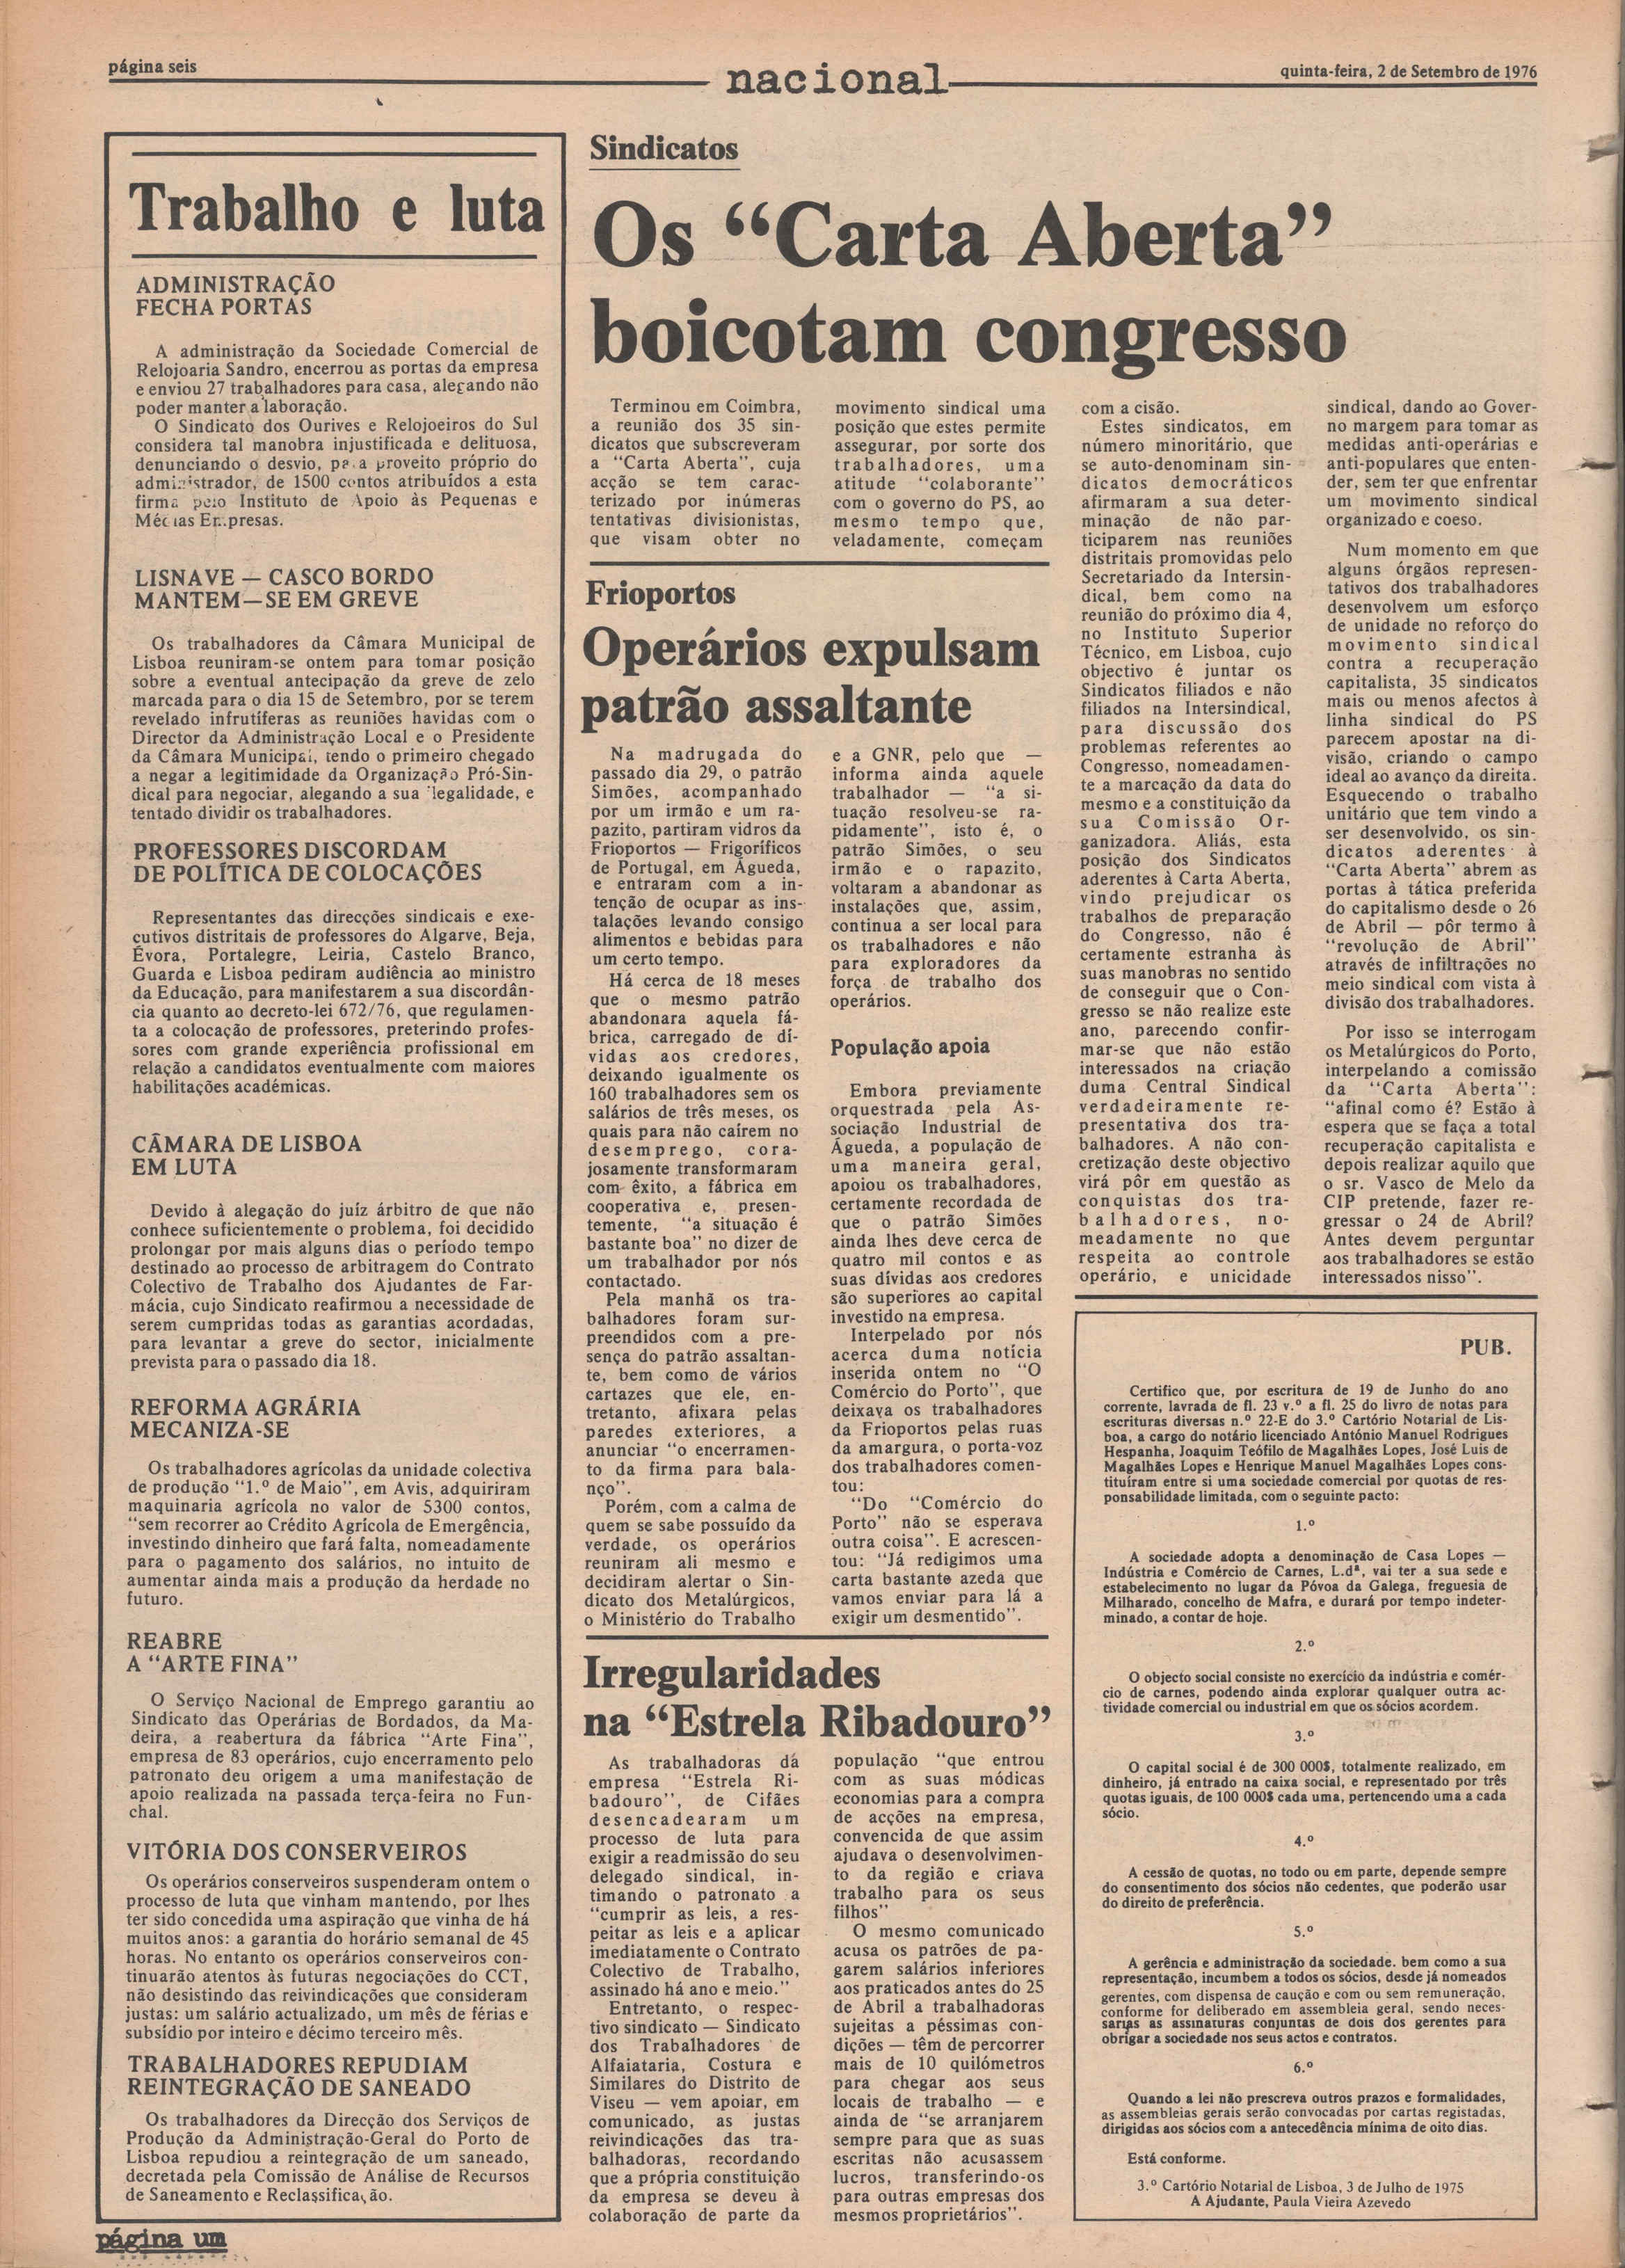 página seis
nacional
quinta-feira, 2 de Setembro de 1976
Trabalho e luta
ADMINISTRAÇÃO
FECHA PORTAS
A administração da Sociedade Comercial de
Relojoaria Sandro, encerrou as portas da empresa
e enviou 27 trabalhadores para casa, alegando não
poder manter a laboração.
O Sindicato dos Ourives e Relojoeiros do Sul
considera tal manobra injustificada e delituosa,
denunciando o desvio, para proveito próprio do
administrador, de 1500 contos atribuídos a esta
firma pelo Instituto de Apoio às Pequenas e
Médias Empresas.
LISNAVE — CASCO BORDO
MANTEM—SE EM GREVE
Os trabalhadores da Câmara Municipal de
Lisboa reuniram-se ontem para tomar posição
sobre a eventual antecipação da greve de zelo
marcada para o dia 15 de Setembro, por se terem
revelado infrutíferas as reuniões havidas com o
Director da Administração Local e o Presidente
da Câmara Municipal, tendo o primeiro chegado
a negar a legitimidade da Organização Pró-Sin-
dical para negociar, alegando a sua legalidade, e
tentado dividir os trabalhadores.
PROFESSORES DISCORDAM
DE POLÍTICA DE COLOCAÇÕES
Representantes das direcções sindicais e exe-
cutivos distritais de professores do Algarve, Beja,
Évora, Portalegre, Leiria, Castelo Branco,
Guarda e Lisboa pediram audiência ao ministro
da Educação, para manifestarem a sua discordân-
cia quanto ao decreto-lei 672/76, que regulamen-
ta a colocação de professores, preterindo profes-
sores com grande experiência profissional em
relação a candidatos eventualmente com maiores
habilitações académicas.
CÂMARA DE LISBOA
EM LUTA
Devido à alegação do juíz árbitro de que não
conhece suficientemente o problema, foi decidido
prolongar por mais alguns dias o período tempo
destinado ao processo de arbitragem do Contrato
Colectivo de Trabalho dos Ajudantes de Far-
mácia, cujo Sindicato reafirmou a necessidade de
serem cumpridas todas as garantias acordadas,
para levantar a greve do sector, inicialmente
prevista para o passado dia 18.
REFORMA AGRÁRIA
MECANIZA-SE
Os trabalhadores agrícolas da unidade colectiva
de produção “1.º de Maio”, em Avis, adquiriram
maquinaria agrícola no valor de 5300 contos,
“sem recorrer ao Crédito Agrícola de Emergência,
investindo dinheiro que fará falta, nomeadamente
para o pagamento dos salários, no intuito de
aumentar ainda mais a produção da herdade no
futuro.
REABRE
A “ARTE FINA”
O Serviço Nacional de Emprego garantiu ao
Sindicato das Operárias de Bordados, da Ma-
deira, a reabertura da fábrica “Arte Fina”,
empresa de 83 operários, cujo encerramento pelo
patronato deu origem a uma manifestação de
apoio realizada na passada terça-feira no Fun-
chal.
VITÓRIA DOS CONSERVEIROS
Os operários conserveiros suspenderam ontem o
processo de luta que vinham mantendo, por lhes
ter sido concedida uma aspiração que vinha de há
muitos anos: a garantia do horário semanal de 45
horas. No entanto os operários conserveiros con-
tinuarão atentos às futuras negociações do CCT,
não desistindo das reivindicações que consideram
justas: um salário actualizado, um mês de férias e
subsídio por inteiro e décimo terceiro mês.
TRABALHADORES REPUDIAM
REINTEGRAÇÃO DE SANEADO
Os trabalhadores da Direcção dos Serviços de
Produção da Administração-Geral do Porto de
Lisboa repudiou a reintegração de um saneado,
decretada pela Comissão de Análise de Recursos
de Saneamento e Reclassificação.
Sindicatos
Os “Carta Aberta”
boicotam congresso
Terminou em Coimbra,
a reunião dos 35 sin-
dicatos que subscreveram
a “Carta Aberta”, cuja
acção se tem carac-
terizado por inúmeras
tentativas divisionistas,
que visam obter no
movimento sindical uma
posição que estes permite
assegurar, por sorte dos
trabalhadores, uma
atitude “colaborante”
com o governo do PS, ao
mesmo tempo que,
veladamente, começam
com a cisão.
Estes sindicatos, em
número minoritário, que
se auto-denominam sin-
dicatos democráticos
afirmaram a sua deter-
minação de não par-
ticiparem nas reuniões
distritais promovidas pelo
Secretariado da Intersin-
dical, bem como na
reunião do próximo dia 4,
no Instituto Superior
Técnico, em Lisboa, cujo
objectivo é juntar os
Sindicatos filiados e não
filiados na Intersindical,
para discussão dos
problemas referentes ao
Congresso, nomeadamen-
te a marcação da data do
mesmo e a constituição da
sua Comissão Or-
ganizadora. Aliás, esta
posição dos Sindicatos
aderentes à Carta Aberta,
vindo prejudicar os
trabalhos de preparação
do Congresso, não é
certamente estranha às
suas manobras no sentido
de conseguir que o Con-
gresso se não realize este
ano, parecendo confir-
mar-se que não estão
interessados na criação
duma Central Sindical
verdadeiramente re-
presentativa dos tra-
balhadores. A não con-
cretização deste objectivo
virá pôr em questão as
conquistas dos tra-
balhadores, no-
meadamente no que
respeita ao controle
operário, e unicidade
sindical, dando ao Gover-
no margem para tomar as
medidas anti-operárias e
anti-populares que enten-
der, sem ter que enfrentar
um movimento sindical
organizado e coeso.
Num momento em que
alguns órgãos represen-
tativos dos trabalhadores
desenvolvem um esforço
de unidade no reforço do
movimento sindical
contra a recuperação
capitalista, 35 sindicatos
mais ou menos afectos à
linha sindical do PS
parecem apostar na di-
visão, criando o campo
ideal ao avanço da direita.
Esquecendo o trabalho
unitário que tem vindo a
ser desenvolvido, os sin-
dicatos aderentes à
“Carta Aberta” abrem as
portas à tática preferida
do capitalismo desde o 26
de Abril — pôr termo à
“revolução de Abril”
através de infiltrações no
meio sindical com vista à
divisão dos trabalhadores.
Por isso se interrogam
os Metalúrgicos do Porto,
interpelando a comissão
da “Carta Aberta”:
“afinal como é? Estão à
espera que se faça a total
recuperação capitalista e
depois realizar aquilo que
o sr. Vasco de Melo da
CIP pretende, fazer re-
gressar o 24 de Abril?
Antes devem perguntar
aos trabalhadores se estão
interessados nisso”.
Frioportos
Operários expulsam
patrão assaltante
Na madrugada do
passado dia 29, o patrão
Simões, acompanhado
por um irmão e um ra-
pazito, partiram vidros da
Frioportos — Frigoríficos
de Portugal, em Águeda,
e entraram com a in-
tenção de ocupar as ins-
talações levando consigo
alimentos e bebidas para
um certo tempo.
Há cerca de 18 meses
que o mesmo patrão
abandonara aquela fá-
brica, carregado de dí-
vidas aos credores,
deixando igualmente os
160 trabalhadores sem os
salários de três meses, os
quais para não caírem no
desemprego, cora-
josamente transformaram
com êxito, a fábrica em
cooperativa e, presen-
temente, “a situação é
bastante boa” no dizer de
um trabalhador por nós
contactado.
Pela manhã os tra-
balhadores foram sur-
preendidos com a pre-
sença do patrão assaltan-
te, bem como de vários
cartazes que ele, en-
tretanto, afixara pelas
paredes exteriores, a
anunciar “o encerramen-
to da firma para bala-
nço”.
Porém, com a calma de
quem se sabe possuído da
verdade, os operários
reuniram ali mesmo e
decidiram alertar o Sin-
dicato dos Metalúrgicos,
o Ministério do Trabalho
e a GNR, pelo que —
informa ainda aquele
trabalhador — “a si-
tuação resolveu-se ra-
pidamente”, isto é, o
patrão Simões, o seu
irmão e o rapazito,
voltaram a abandonar as
instalações que, assim,
continua a ser local para
os trabalhadores e não
para exploradores da
força de trabalho dos
operários.
População apoia
Embora previamente
orquestrada pela As-
sociação Industrial de
Águeda, a população de
uma maneira geral,
apoiou os trabalhadores,
certamente recordada de
que o patrão Simões
ainda lhes deve cerca de
quatro mil contos e as
suas dívidas aos credores
são superiores ao capital
investido na empresa.
Interpelado por nós
acerca duma notícia
inserida ontem no “O
Comércio do Porto”, que
deixava os trabalhadores
da Frioportos pelas ruas
da amargura, o porta-voz
dos trabalhadores comen-
tou:
“Do “Comércio do
Porto” não se esperava
outra coisa”. E acrescen-
tou: “Já redigimos uma
carta bastante azeda que
vamos enviar para lá a
exigir um desmentido”.
Irregularidades
na “Estrela Ribadouro”
As trabalhadoras dá
empresa “Estrela Ri-
badouro”, de Cifães
desencadearam um
processo de luta para
exigir a readmissão do seu
delegado sindical, in-
timando o patronato a
“cumprir as leis, a res-
peitar as leis e a aplicar
imediatamente o Contrato
Colectivo de Trabalho,
assinado há ano e meio.”
Entretanto, o respec-
tivo sindicato — Sindicato
dos Trabalhadores de
Alfaiataria, Costura e
Similares do Distrito de
Viseu — vem apoiar, em
comunicado, as justas
reivindicações das tra-
balhadoras, recordando
que a própria constituição
da empresa se deveu à
colaboração de parte da
população “que entrou
com as suas módicas
economias para a compra
de acções na empresa,
convencida de que assim
ajudava o desenvolvimen-
to da região e criava
trabalho para os seus
filhos”
O mesmo comunicado
acusa os patrões de pa-
garem salários inferiores
aos praticados antes do 25
de Abril a trabalhadoras
sujeitas a péssimas con-
dições — têm de percorrer
mais de 10 quilómetros
para chegar aos seus
locais de trabalho — e
ainda de “se arranjarem
sempre para que as suas
escritas não acusassem
lucros, transferindo-os
para outras empresas dos
mesmos proprietários”.
PUB.
Certifico que, por escritura de 19 de Junho do ano
corrente, lavrada de fl. 23 v.º a fl. 25 do livro de notas para
escrituras diversas n.º 22-E do 3.º Cartório Notarial de Lis-
boa, a cargo do notário licenciado António Manuel Rodrigues
Hespanha, Joaquim Teófilo de Magalhães Lopes, José Luis de
Magalhães Lopes e Henrique Manuel Magalhães Lopes cons-
tituíram entre si uma sociedade comercial por quotas de res-
ponsabilidade limitada, com o seguinte pacto:
1.º
A sociedade adopta a denominação de Casa Lopes —
Indústria e Comércio de Carnes, L.dª, vai ter a sua sede e
estabelecimento no lugar da Póvoa da Galega, freguesia de
Milharado, concelho de Mafra, e durará por tempo indeter-
minado, a contar de hoje.
2.º
O objecto social consiste no exercício da indústria e comér-
cio de carnes, podendo ainda explorar qualquer outra ac-
tividade comercial ou industrial em que os sócios acordem.
3.º
O capital social é de 300 000$, totalmente realizado, em
dinheiro, já entrado na caixa social, e representado por três
quotas iguais, de 100 000$ cada uma, pertencendo uma a cada
sócio.
4.º
A cessão de quotas, no todo ou em parte, depende sempre
do consentimento dos sócios não cedentes, que poderão usar
do direito de preferência.
5.º
A gerência e administração da sociedade. bem como a sua
representação, incumbem a todos os sócios, desde já nomeados
gerentes, com dispensa de caução e com ou sem remuneração,
conforme for deliberado em assembleia geral, sendo neces-
sarias as assinaturas conjuntas de dois dos gerentes para
obrigar a sociedade nos seus actos e contratos.
6.º
Quando a lei não prescreva outros prazos e formalidades,
as assembleias gerais serão convocadas por cartas registadas,
dirigidas aos sócios com a antecedência mínima de oito dias.
Está conforme.
3.º Cartório Notarial de Lisboa, 3 de Julho de 1975
A Ajudante, Paula Vieira Azevedo
página um